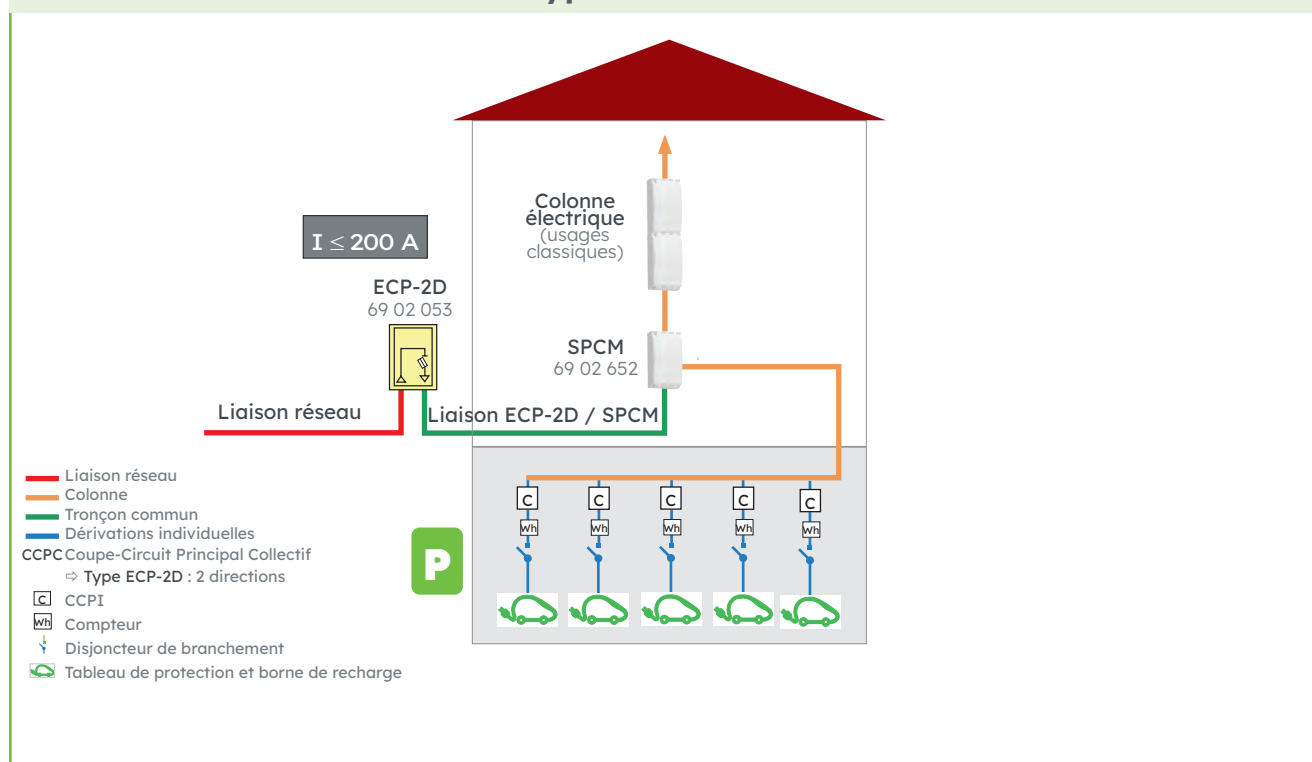 I ≤ 200 A
ECP-2D
69 02 053
Colonne
électrique
(usages
classiques)
SPCM
69 02 652
Liaison réseau
Liaison ECP-2D / SPCM
Liaison réseau
Colonne
Tronçon commun
Dérivations individuelles
CCPC Coupe-Circuit Principal Collectif
⇨ Type ECP-2D : 2 directions
C CCPI
Wh Compteur
Disjoncteur de branchement
Tableau de protection et borne de recharge
P
C C C C C
Wh Wh Wh Wh Wh